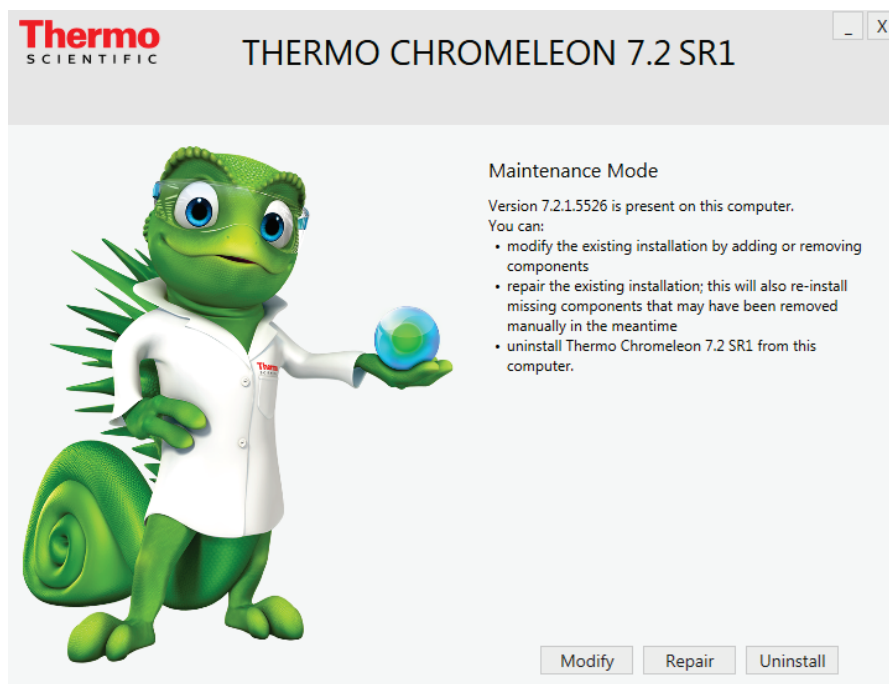 Thermo
SCIENTIFIC
THERMO CHROMELEON 7.2 SR1
_ X
Maintenance Mode
Version 7.2.1.5526 is present on this computer.
You can:
• modify the existing installation by adding or removing
components
• repair the existing installation; this will also re-install
missing components that may have been removed
manually in the meantime
• uninstall Thermo Chromeleon 7.2 SR1 from this
computer.
Thermo
SCIENTIFIC
Modify Repair Uninstall